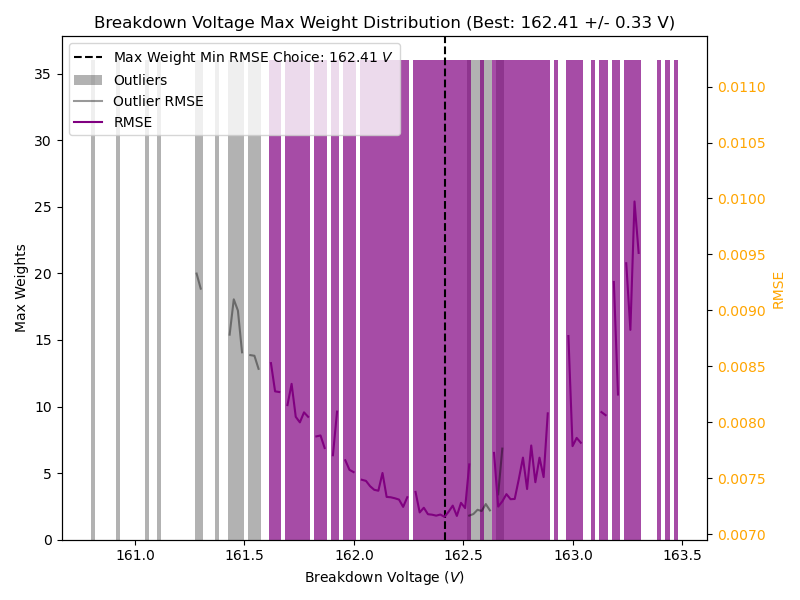 Breakdown Voltage Max Weight Distribution (Best: 162.41 +/- 0.33 V)
Max Weight Min RMSE Choice: 162.41 V
Outliers
Outlier RMSE
RMSE
35
30
25
20
15
10
5
0
Max Weights
0.0110
0.0105
0.0100
0.0095
0.0090
0.0085
0.0080
0.0075
0.0070
RMSE
161.0 161.5 162.0 162.5 163.0 163.5
Breakdown Voltage (V)